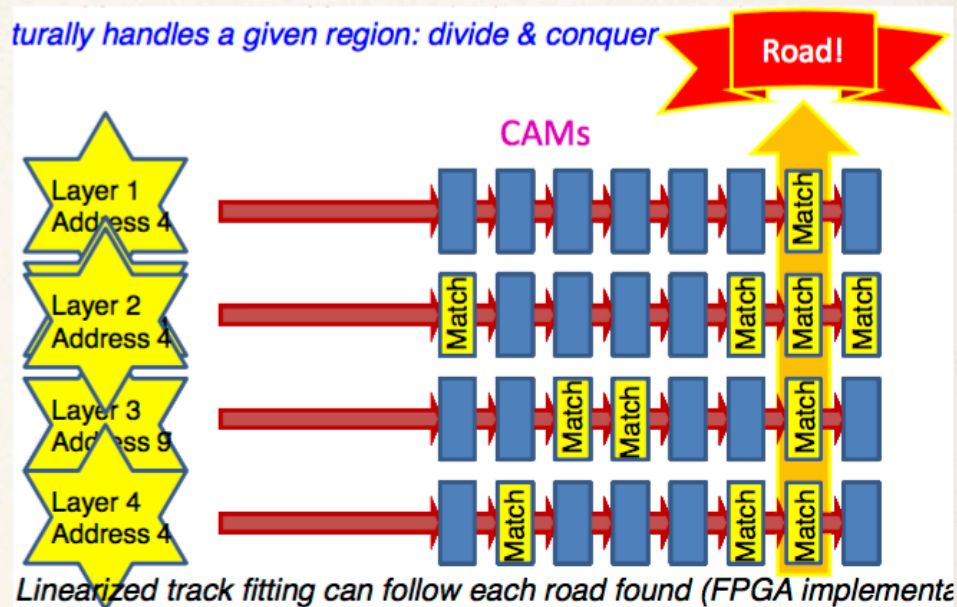 turally handles a given region: divide & conquer
Road!
CAMs
Layer 1
Address 4
Match
Layer 2
Address 4
Match
Match
Match
Match
Layer 3
Address 9
Match
Match
Match
Layer 4
Address 4
Match
Match
Match
Linearized track fitting can follow each road found (FPGA implementa